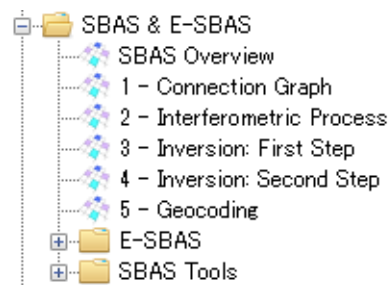 SBAS & E-SBAS
SBAS Overview
1 - Connection Graph
2 - Interferometric Process
3 - Inversion: First Step
4 - Inversion: Second Step
5 - Geocoding
E-SBAS
SBAS Tools